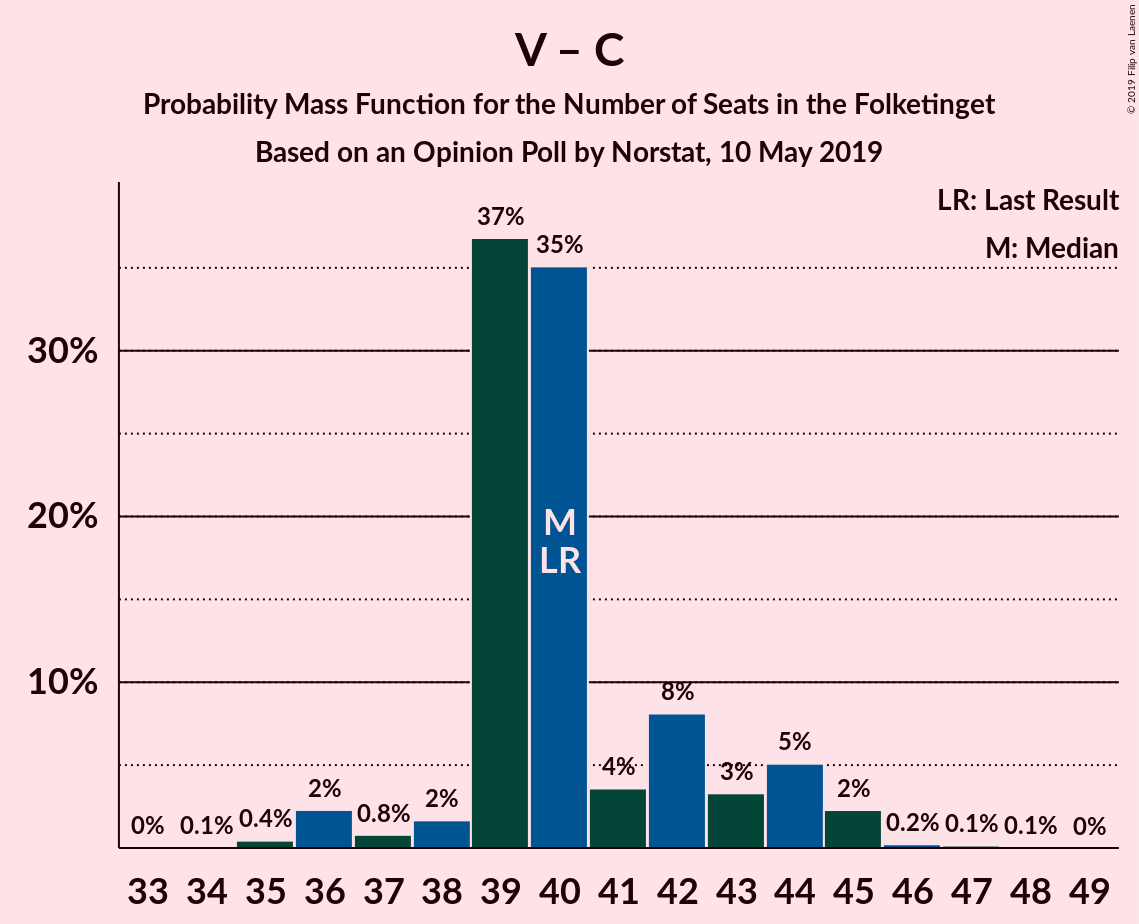 V – C
Probability Mass Function for the Number of Seats in the Folketinget
Based on an Opinion Poll by Norstat, 10 May 2019
© 2019 Filip van Laenen
LR: Last Result
M: Median
30%
20%
10%
0% 0.1% 0.4% 2% 0.8% 2% 37% 35% 4% 8% 3% 5% 2% 0.2% 0.1% 0.1% 0%
M
LR
33 34 35 36 37 38 39 40 41 42 43 44 45 46 47 48 49